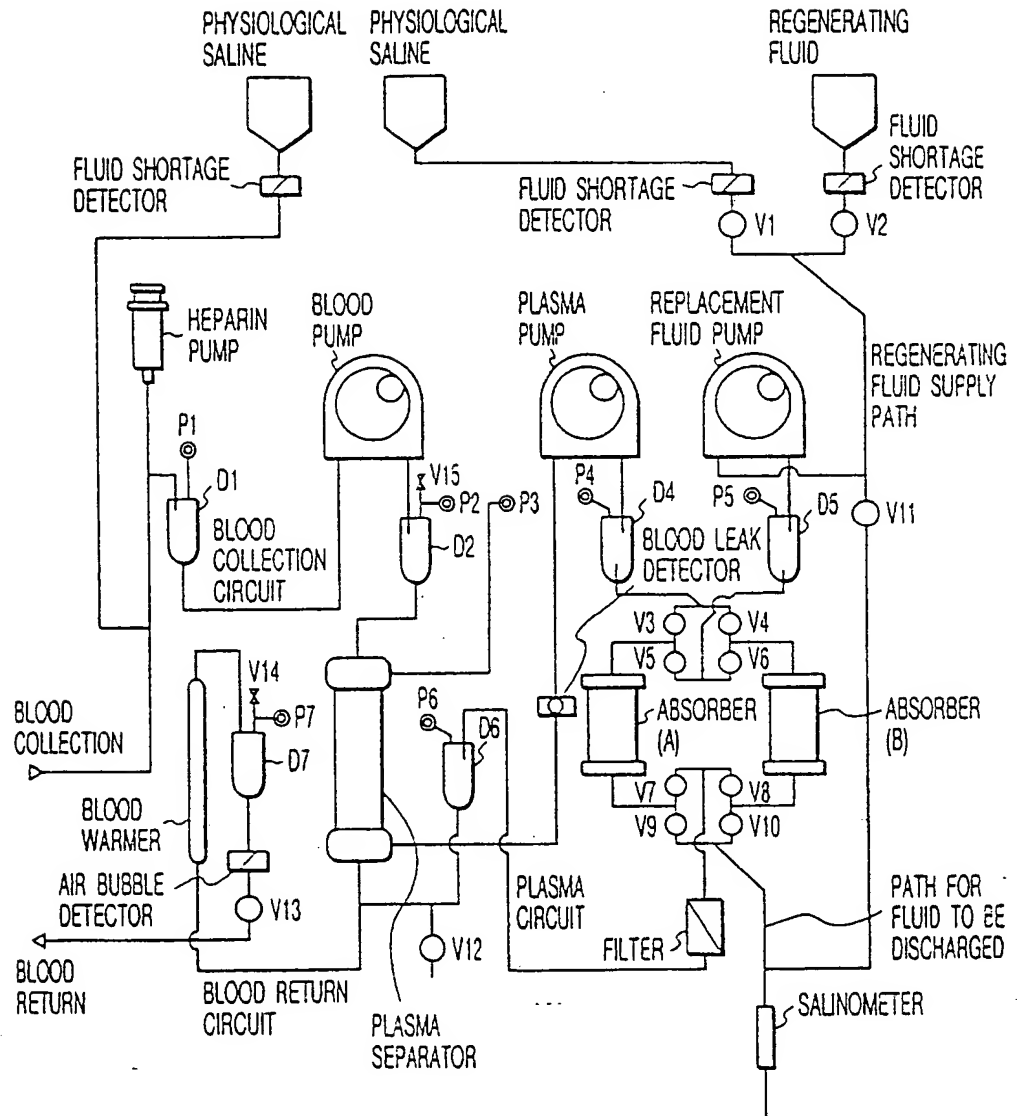 PHYSIOLOGICAL
SALINE
PHYSIOLOGICAL
SALINE
REGENERATING
FLUID
FLUID SHORTAGE
DETECTOR
FLUID SHORTAGE
DETECTOR
FLUID
SHORTAGE
DETECTOR
V1
V2
HEPARIN
PUMP
BLOOD
PUMP
PLASMA
PUMP
REPLACEMENT
FLUID PUMP
REGENERATING
FLUID SUPPLY
PATH
P1
D1
V15
P2
D2
P3
P4
D4
P5
D5
V11
BLOOD
COLLECTION
CIRCUIT
BLOOD LEAK
DETECTOR
V3
V4
V5
V6
V14
P7
D7
P6
D6
ABSORBER
(A)
ABSORBER
(B)
BLOOD
COLLECTION
V7
V8
V9
V10
BLOOD
WARMER
AIR BUBBLE
DETECTOR
V13
V12
PLASMA
CIRCUIT
FILTER
PATH FOR
FLUID TO BE
DISCHARGED
BLOOD
RETURN
BLOOD RETURN
CIRCUIT
PLASMA
SEPARATOR
SALINOMETER